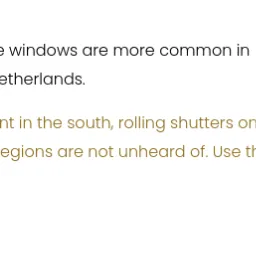 e windows are more common in
etherlands.
nt in the south, rolling shutters on
egions are not unheard of. Use th